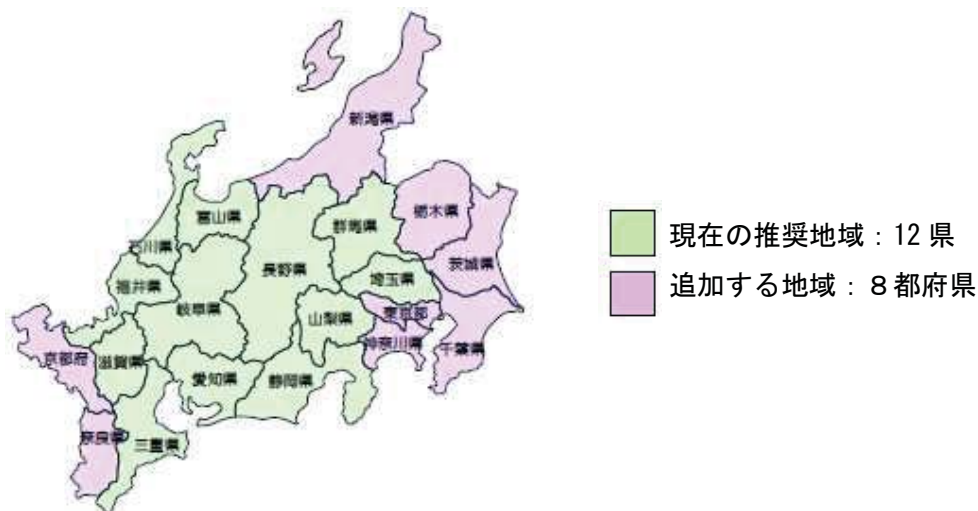 新潟県
栃木県
富山県
群馬県
石川県
茨城県
長野県
埼玉県
福井県
岐阜県
山梨県
東京都
神奈川県
千葉県
京都府
滋賀県
愛知県
静岡県
奈良県
三重県
現在の推奨地域：12県
追加する地域：８都府県